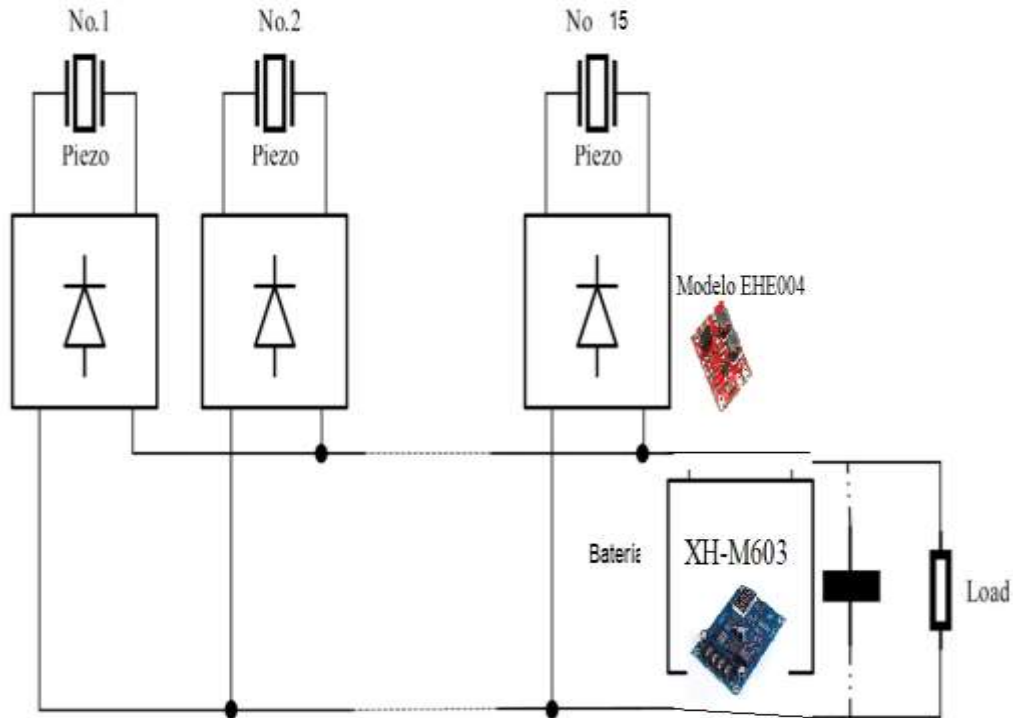 No.1
No.2
No 15
Piezo
Piezo
Piezo
Modelo EHE004
Bateria
XH-M603
Load